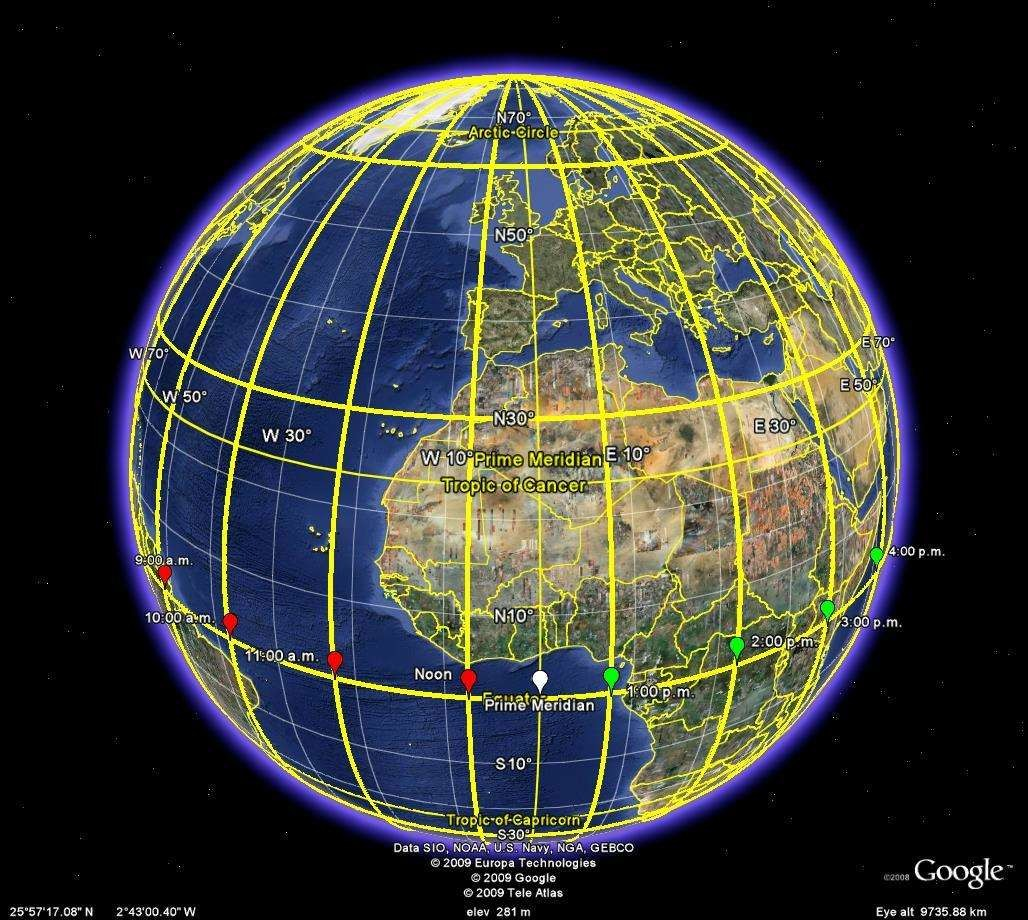 N70°
Arctic Circle
N50°
W 70°
E 70°
W 50°
E 50°
N30°
W 30°
E 30°
W 10°
Prime Meridian
E 10°
Tropic of Cancer
9:00 a.m.
4:00 p.m.
N10°
10:00 a.m.
3:00 p.m.
11:00 a.m.
2:00 p.m.
Noon
1:00 p.m.
Equator
Prime Meridian
S10°
Tropic of Capricorn
S30°
Data SIO, NOAA, U.S. Navy, NGA, GEBCO
© 2009 Europa Technologies
© 2009 Google
© 2009 Tele Atlas
©2008 Google™
25°57'17.08" N 2°43'00.40" W elev 281 m Eye alt 9735.88 km